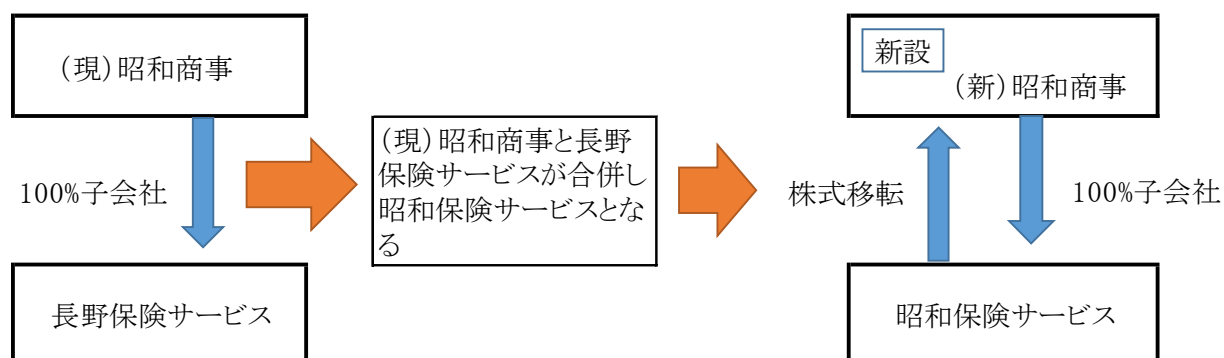 (現)昭和商事
100%子会社
長野保険サービス
(現)昭和商事と長野
保険サービスが合併し
昭和保険サービスとな
る
新設
(新)昭和商事
株式移転
100%子会社
昭和保険サービス